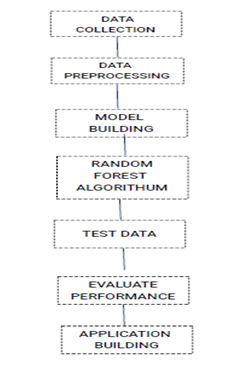 DATA
COLLECTION
DATA
PREPROCESSING
MODEL
BUILDING
RANDOM
FOREST
ALGORITHUM
TEST DATA
EVALUATE
PERFORMANCE
APPLICATION
BUILDING